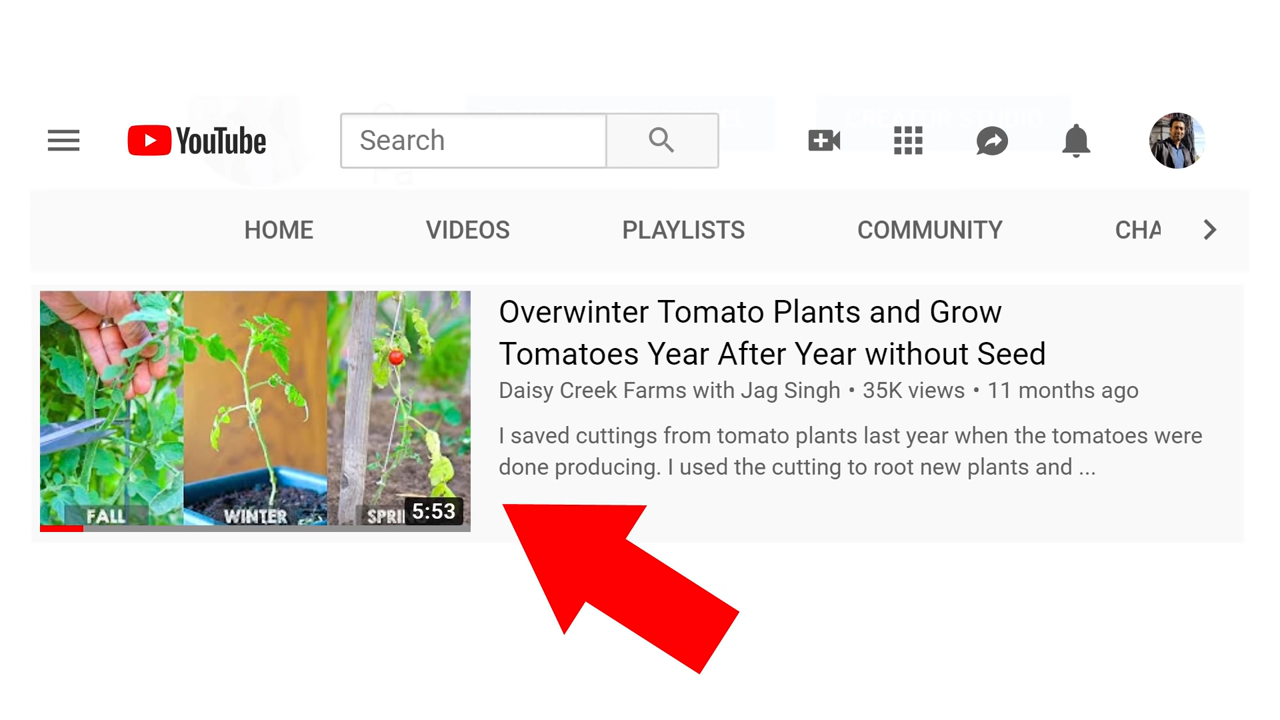 YouTube
Search
HOME VIDEOS PLAYLISTS COMMUNITY CHA
Overwinter Tomato Plants and Grow
Tomatoes Year After Year without Seed
Daisy Creek Farms with Jag Singh • 35K views • 11 months ago
I saved cuttings from tomato plants last year when the tomatoes were
done producing. I used the cutting to root new plants and ...
FALL WINTER SPRI 5:53